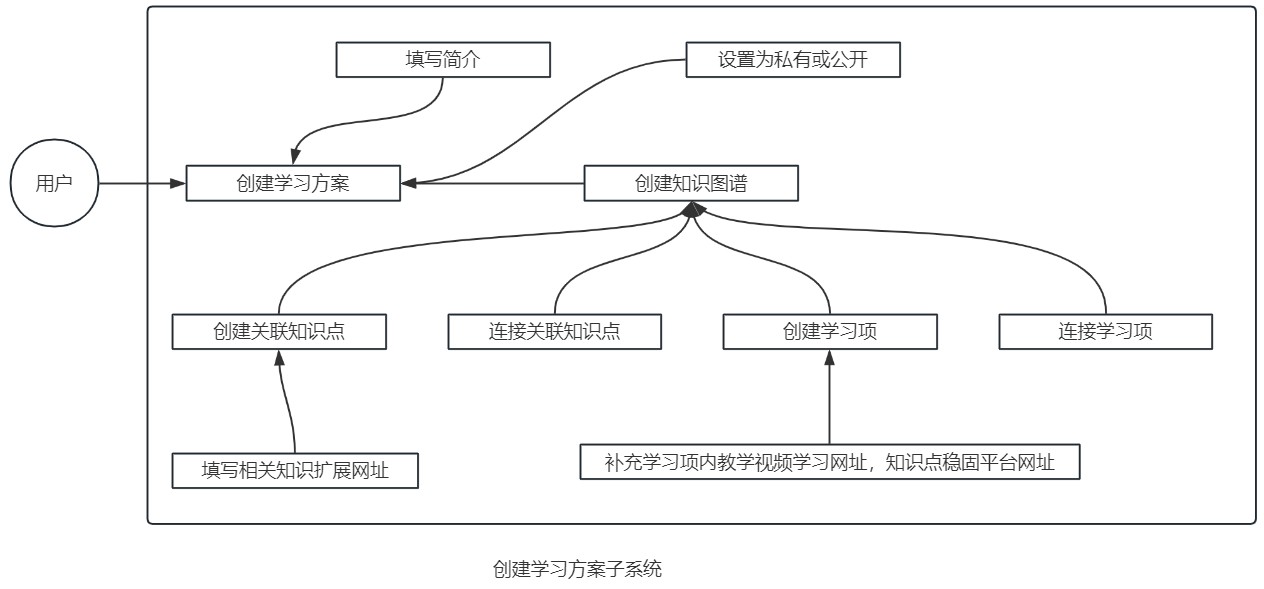 填写简介
设置为私有或公开
用户
创建学习方案
创建知识图谱
创建关联知识点
连接关联知识点
创建学习项
连接学习项
填写相关知识扩展网址
补充学习项内教学视频学习网址，知识点稳固平台网址
创建学习方案子系统